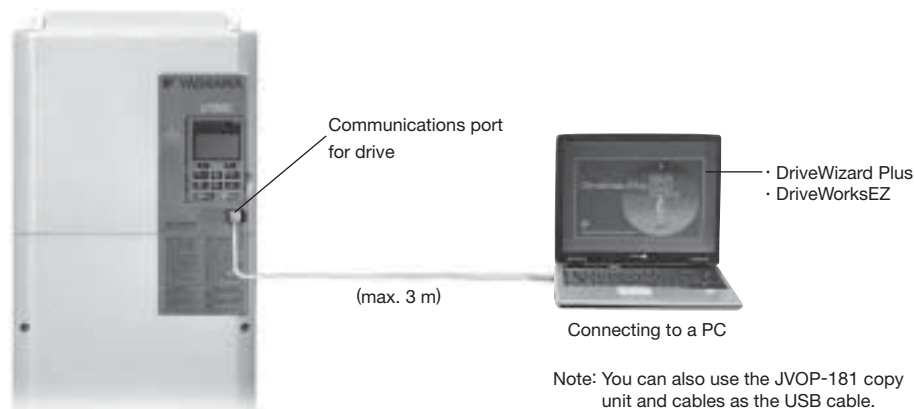 YASKAWA
Communications port
for drive
· DriveWizard Plus
· DriveWorksEZ
(max. 3 m)
Connecting to a PC
Note: You can also use the JVOP-181 copy
unit and cables as the USB cable.